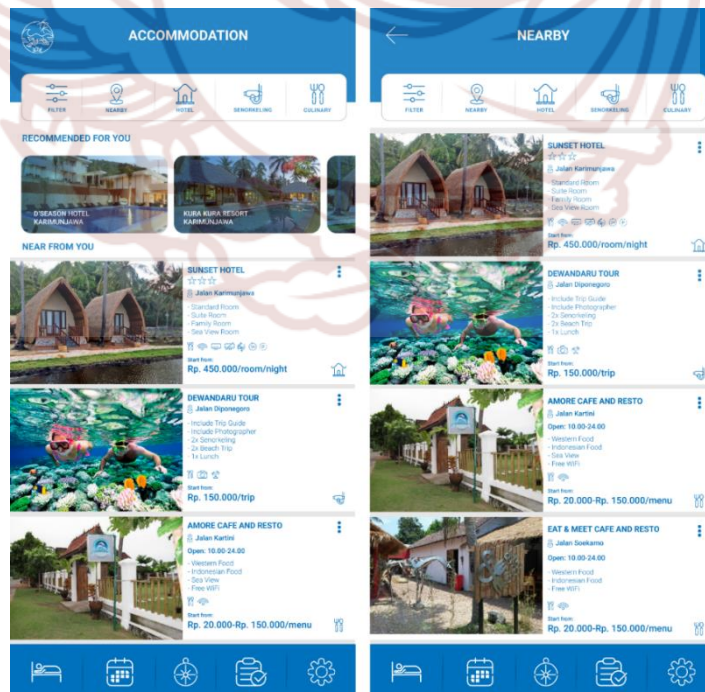 ACCOMMODATION
FILTER
NEARBY
HOTEL
SENORKELING
CULINARY
RECOMMENDED FOR YOU
D'SEASON HOTEL
KARIMUNJAWA
KURA KURA RESORT
KARIMUNJAWA
NEAR FROM YOU
SUNSET HOTEL
Jalan Karimunjawa
- Standard Room
- Suite Room
- Family Room
- Sea View Room
Start from:
Rp. 450.000/room/night
DEWANDARU TOUR
Jalan Diponegoro
- Include Trip Guide
- Include Photographer
- 2x Senorkeling
- 2x Beach Trip
- 1x Lunch
Start from:
Rp. 150.000/trip
AMORE CAFE AND RESTO
Jalan Kartini
Open: 10.00-24.00
- Western Food
- Indonesian Food
- Sea View
- Free WiFi
Start from:
Rp. 20.000-Rp. 150.000/menu
NEARBY
FILTER
NEARBY
HOTEL
SENORKELING
CULINARY
SUNSET HOTEL
Jalan Karimunjawa
- Standard Room
- Suite Room
- Family Room
- Sea View Room
Start from:
Rp. 450.000/room/night
DEWANDARU TOUR
Jalan Diponegoro
- Include Trip Guide
- Include Photographer
- 2x Senorkeling
- 2x Beach Trip
- 1x Lunch
Start from:
Rp. 150.000/trip
AMORE CAFE AND RESTO
Jalan Kartini
Open: 10.00-24.00
- Western Food
- Indonesian Food
- Sea View
- Free WiFi
Start from:
Rp. 20.000-Rp. 150.000/menu
EAT & MEET CAFE AND RESTO
Jalan Soekarno
Open: 10.00-24.00
- Western Food
- Indonesian Food
- Free WiFi
Start from:
Rp. 20.000-Rp. 150.000/menu